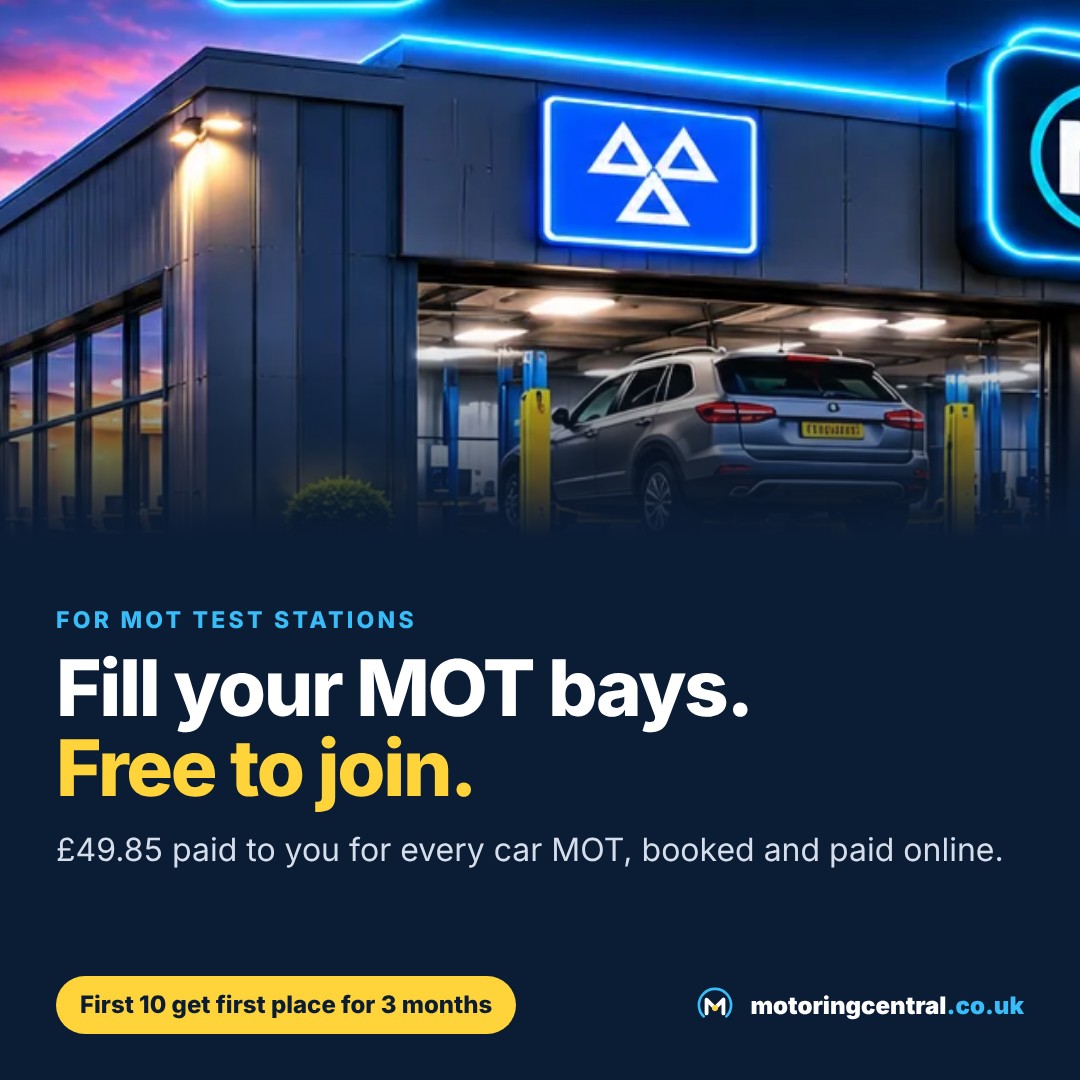 FOR MOT TEST STATIONS
Fill your MOT bays.
Free to join.
£49.85 paid to you for every car MOT, booked and paid online.
First 10 get first place for 3 months
motoringcentral.co.uk